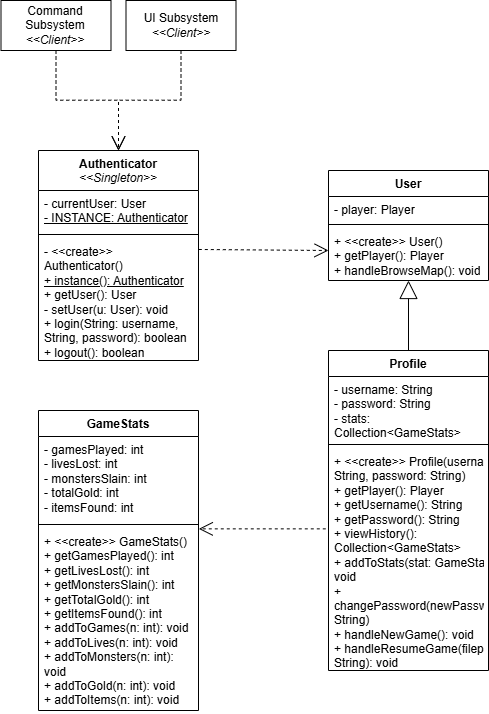 Command
Subsystem
<<Client>>
UI Subsystem
<<Client>>
Authenticator
<<Singleton>>
- currentUser: User
- INSTANCE: Authenticator
- <<create>>
Authenticator()
+ instance(): Authenticator
+ getUser(): User
- setUser(u: User): void
+ login(String: username,
String, password): boolean
+ logout(): boolean
User
- player: Player
+ <<create>> User()
+ getPlayer(): Player
+ handleBrowseMap(): void
Profile
- username: String
- password: String
- stats:
Collection<GameStats>
+ <<create>> Profile(userna
String, password: String)
+ getPlayer(): Player
+ getUsername(): String
+ getPassword(): String
+ viewHistory():
Collection<GameStats>
+ addToStats(stat: GameSta
void
+
changePassword(newPassw
String)
+ handleNewGame(): void
+ handleResumeGame(filep
String): void
GameStats
- gamesPlayed: int
- livesLost: int
- monstersSlain: int
- totalGold: int
- itemsFound: int
+ <<create>> GameStats()
+ getGamesPlayed(): int
+ getLivesLost(): int
+ getMonstersSlain(): int
+ getTotalGold(): int
+ getItemsFound(): int
+ addToGames(n: int): void
+ addToLives(n: int): void
+ addToMonsters(n: int):
void
+ addToGold(n: int): void
+ addToItems(n: int): void